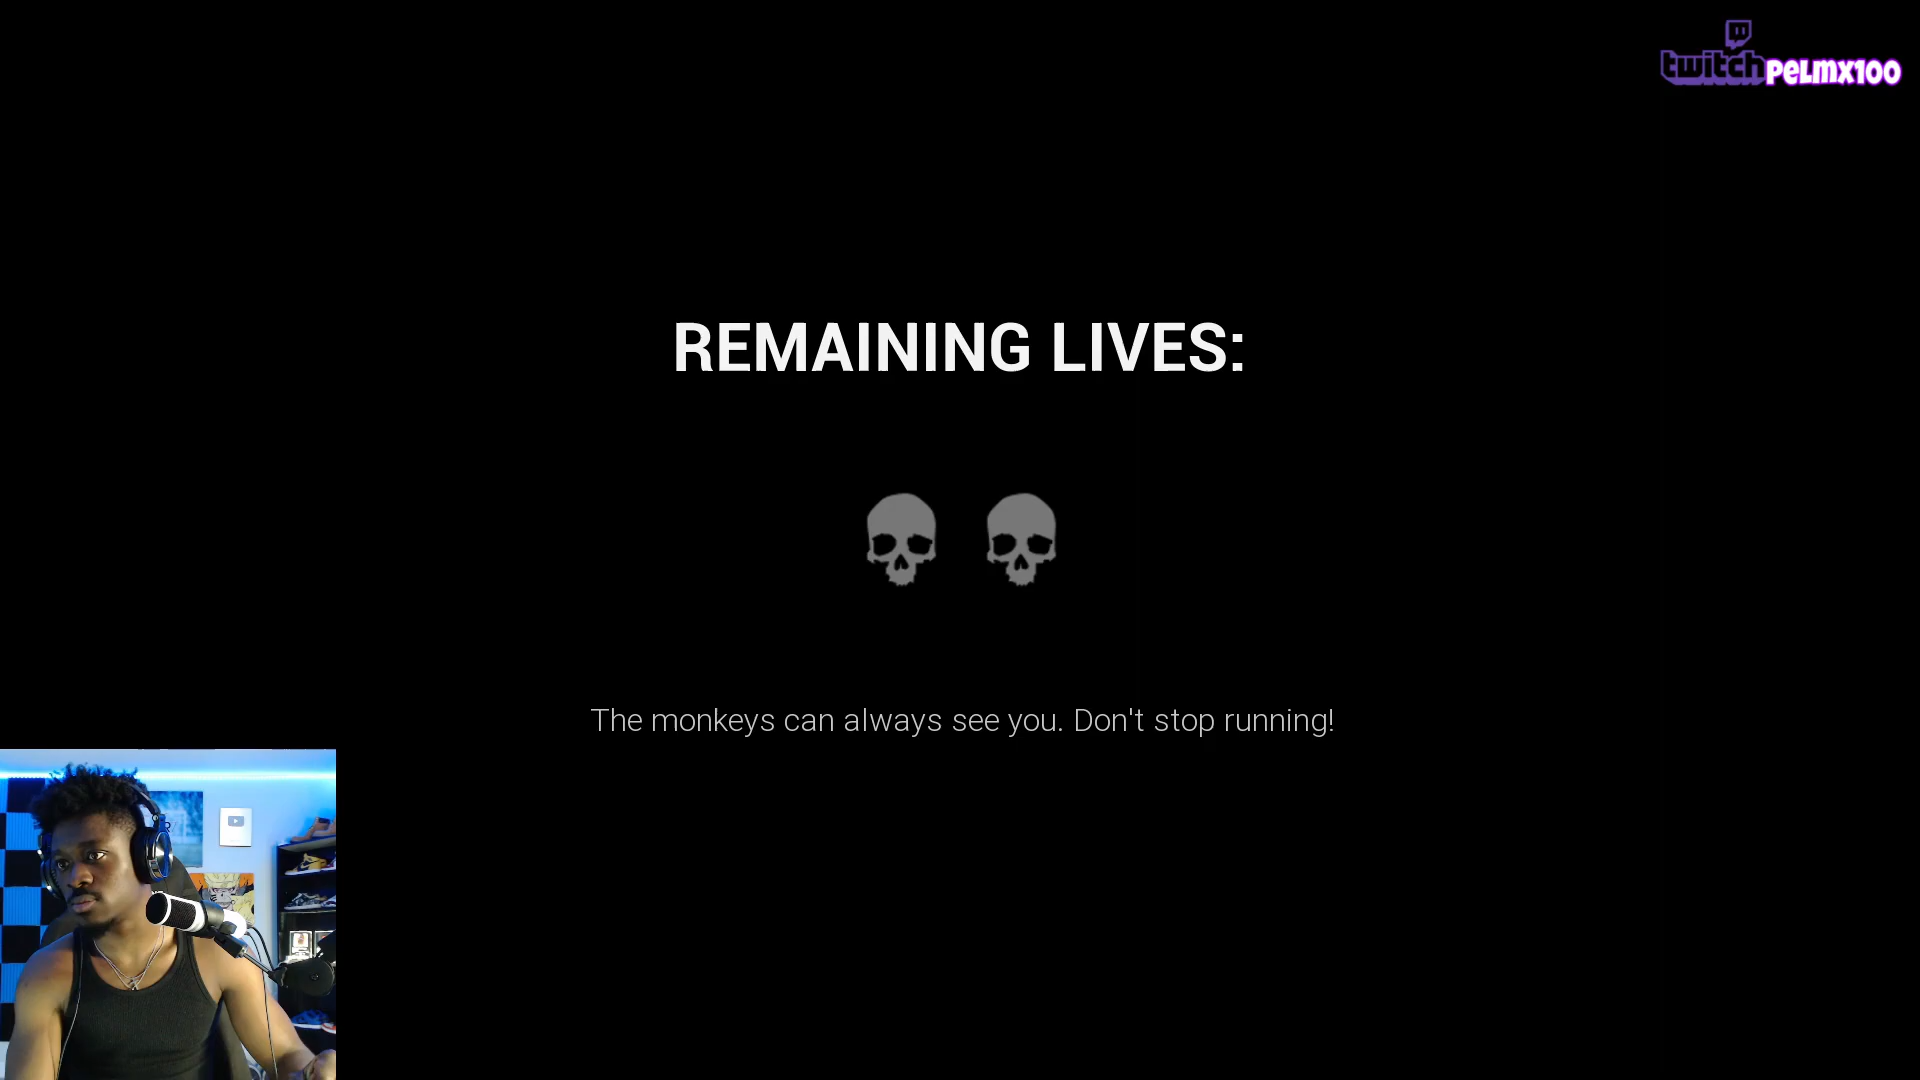 twitch
PELMX100
REMAINING LIVES:
The monkeys can always see you. Don't stop running!